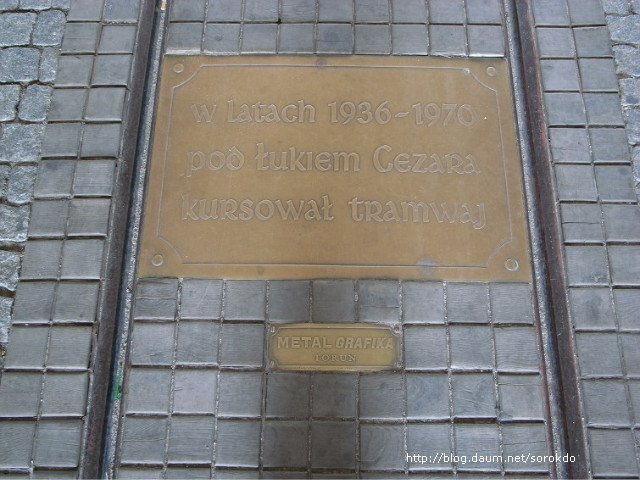 w latach 1936-1970
pod łukiem Cezara
kursował tramwaj
METAL-GRAFIKA
TORUŃ
http://blog.daum.net/sorokdo